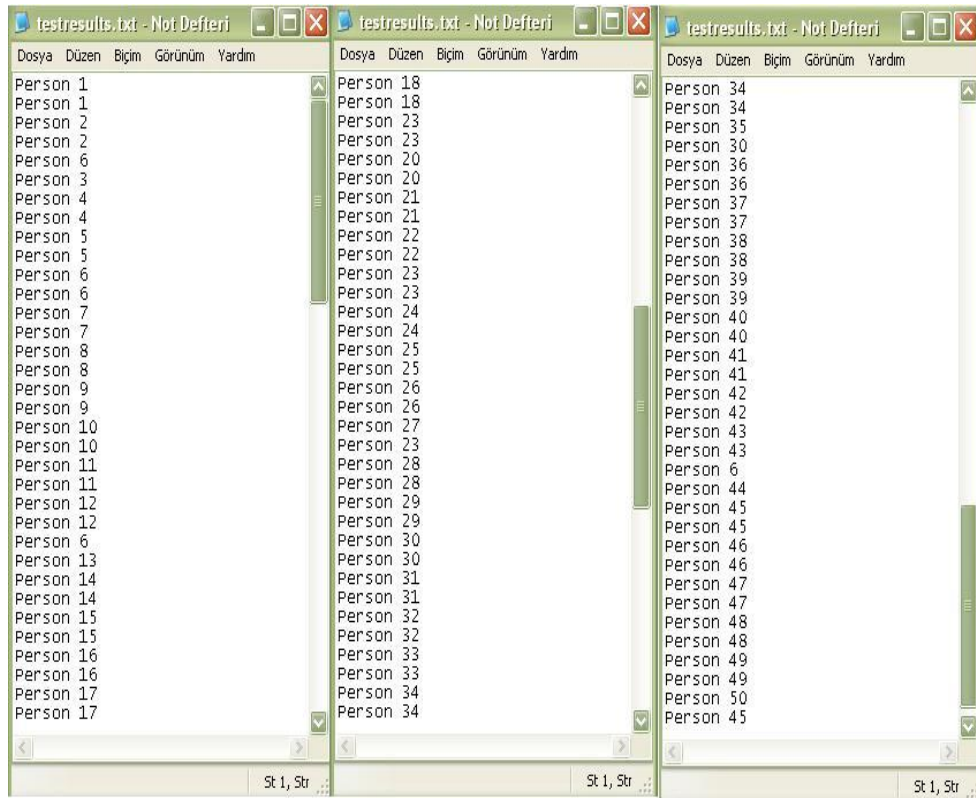 testresults.txt - Not Defteri
Dosya Düzen Biçim Görünüm Yardım
Person 1
Person 1
Person 2
Person 2
Person 6
Person 3
Person 4
Person 4
Person 5
Person 5
Person 6
Person 6
Person 7
Person 7
Person 8
Person 8
Person 9
Person 9
Person 10
Person 10
Person 11
Person 11
Person 12
Person 12
Person 6
Person 13
Person 14
Person 14
Person 15
Person 15
Person 16
Person 16
Person 17
Person 17
St 1, Str
testresults.txt - Not Defteri
Dosya Düzen Biçim Görünüm Yardım
Person 18
Person 18
Person 23
Person 23
Person 20
Person 20
Person 21
Person 21
Person 22
Person 22
Person 23
Person 23
Person 24
Person 24
Person 25
Person 25
Person 26
Person 26
Person 27
Person 23
Person 28
Person 28
Person 29
Person 29
Person 30
Person 30
Person 31
Person 31
Person 32
Person 32
Person 33
Person 33
Person 34
Person 34
St 1, Str
testresults.txt - Not Defteri
Dosya Düzen Biçim Görünüm Yardım
Person 34
Person 34
Person 35
Person 30
Person 36
Person 36
Person 37
Person 37
Person 38
Person 38
Person 39
Person 39
Person 40
Person 40
Person 41
Person 41
Person 42
Person 42
Person 43
Person 43
Person 6
Person 44
Person 45
Person 45
Person 46
Person 46
Person 47
Person 47
Person 48
Person 48
Person 49
Person 49
Person 50
Person 45
St 1, Str